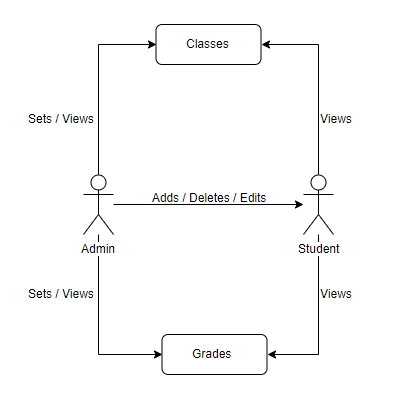 Classes
Sets / Views
Views
Adds / Deletes / Edits
Admin
Student
Sets / Views
Views
Grades